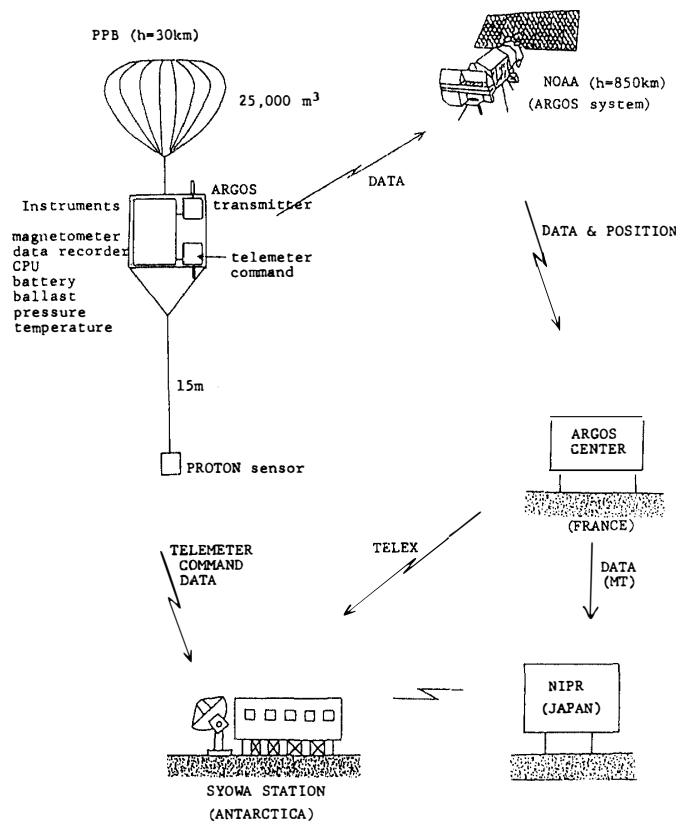 PPB (h=30km)
25,000 m³
NOAA (h=850km)
(ARGOS system)
DATA
ARGOS
transmitter
Instruments
magnetometer
data recorder
CPU
battery
ballast
pressure
temperature
telemeter
command
DATA & POSITION
15m
PROTON sensor
ARGOS
CENTER
(FRANCE)
TELEMETER
COMMAND
DATA
TELEX
DATA
(MT)
NIPR
(JAPAN)
SYOWA STATION
(ANTARCTICA)